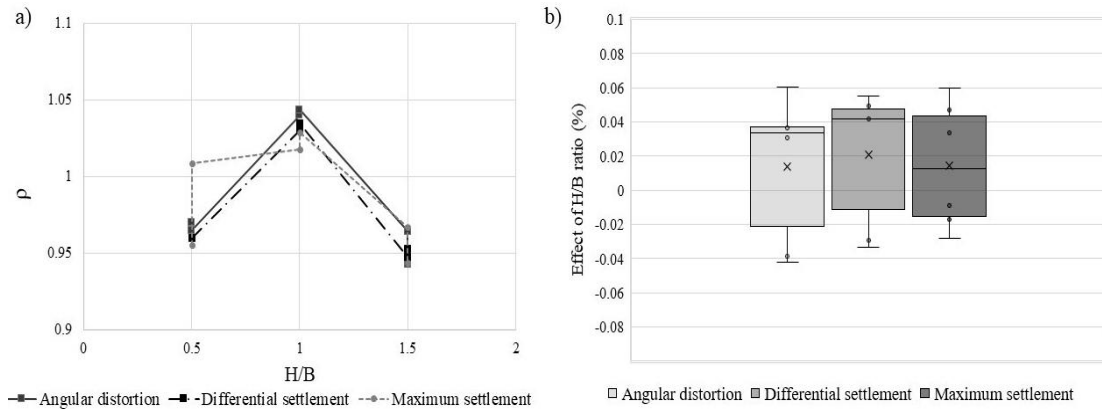 a)
1.1
1.05
1
0.95
0.9
ρ
0 0.5 1 1.5 2
H/B
Angular distortion Differential settlement Maximum settlement
b)
0.1
0.08
0.06
0.04
0.02
0
-0.02
-0.04
-0.06
-0.08
Effect of H/B ratio (%)
Angular distortion Differential settlement Maximum settlement